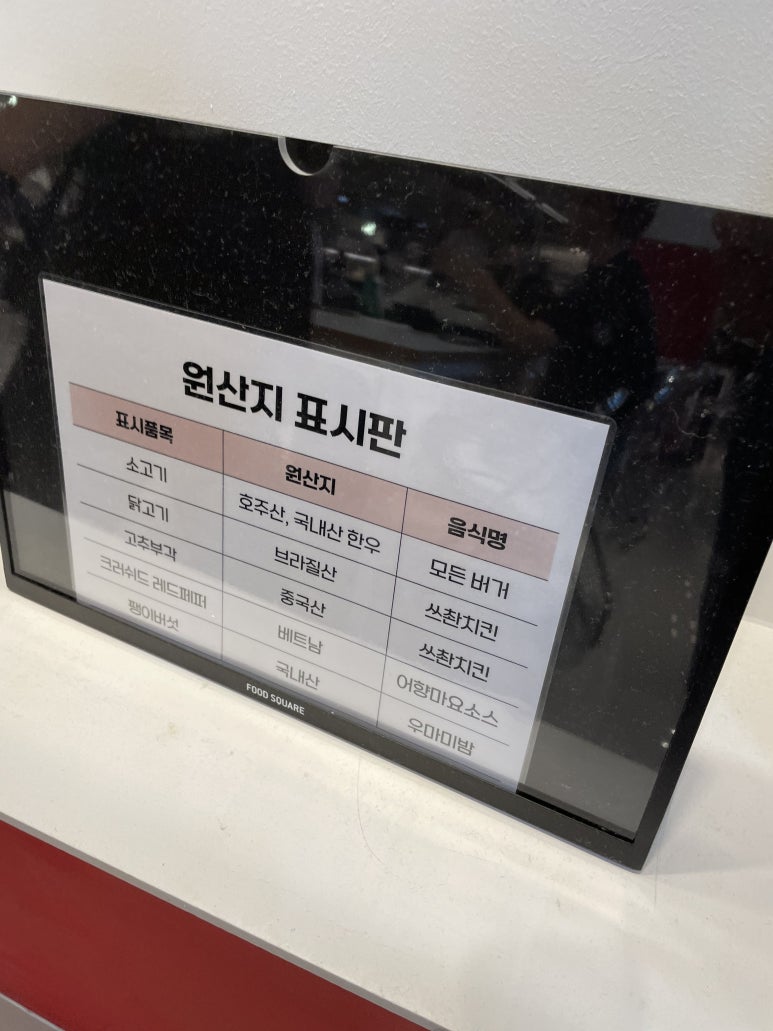 원산지 표시판
표시품목 원산지 음식명
소고기 호주산, 국내산 한우 모든 버거
닭고기 브라질산 쓰촨치킨
고추부각 중국산 쓰촨치킨
크러쉬드 레드페퍼 베트남 어향마요소스
팽이버섯 국내산 우마미밤
FOOD SQUARE